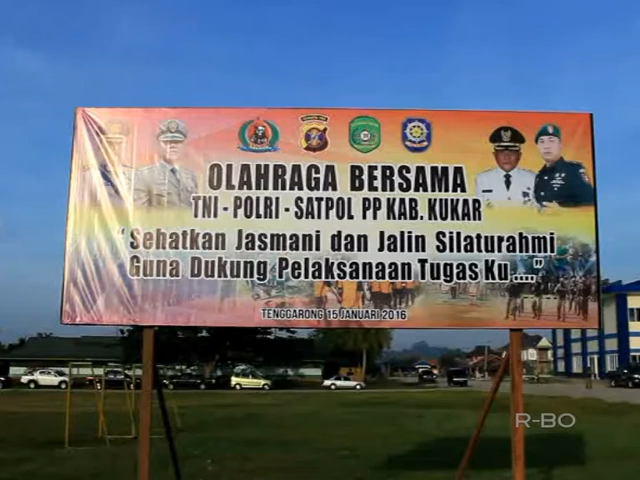 OLAHRAGA BERSAMA
TNI - POLRI - SATPOL PP KAB. KUKAR
"Sehatkan Jasmani dan Jalin Silaturahmi
Guna Dukung Pelaksanaan Tugas Ku....."
TENGGARONG 15 JANUARI 2016
R-BO